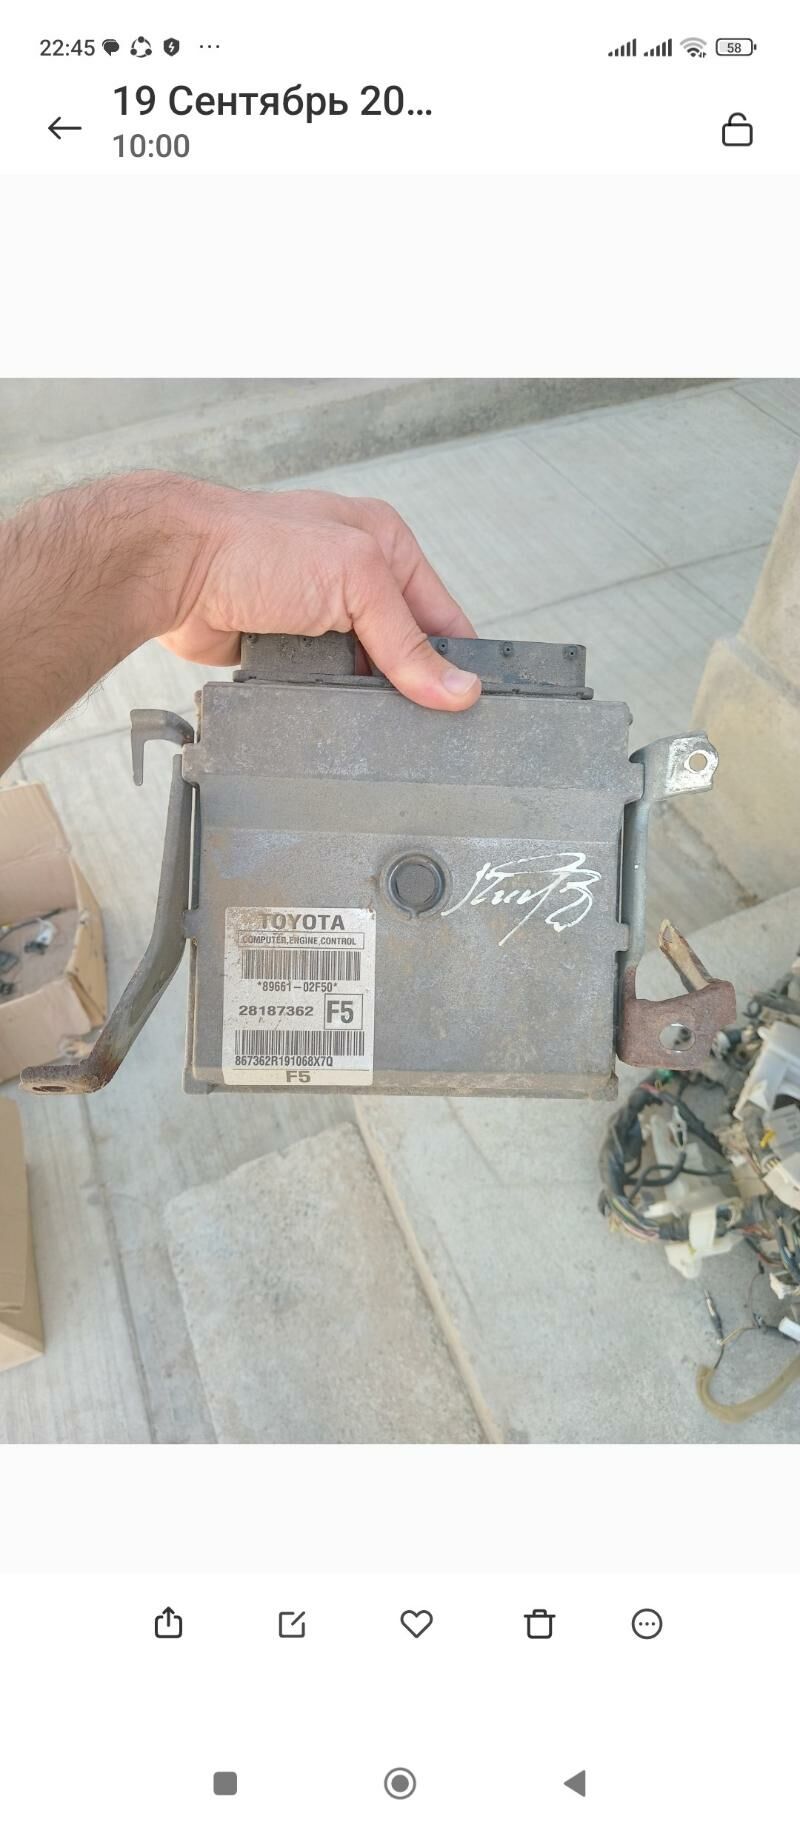 22:45
58
19 Сентябрь 20...
10:00
TOYOTA
COMPUTER,ENGINE,CONTROL
*89661-02F50*
28187362 F5
867362R191068X7Q
F5